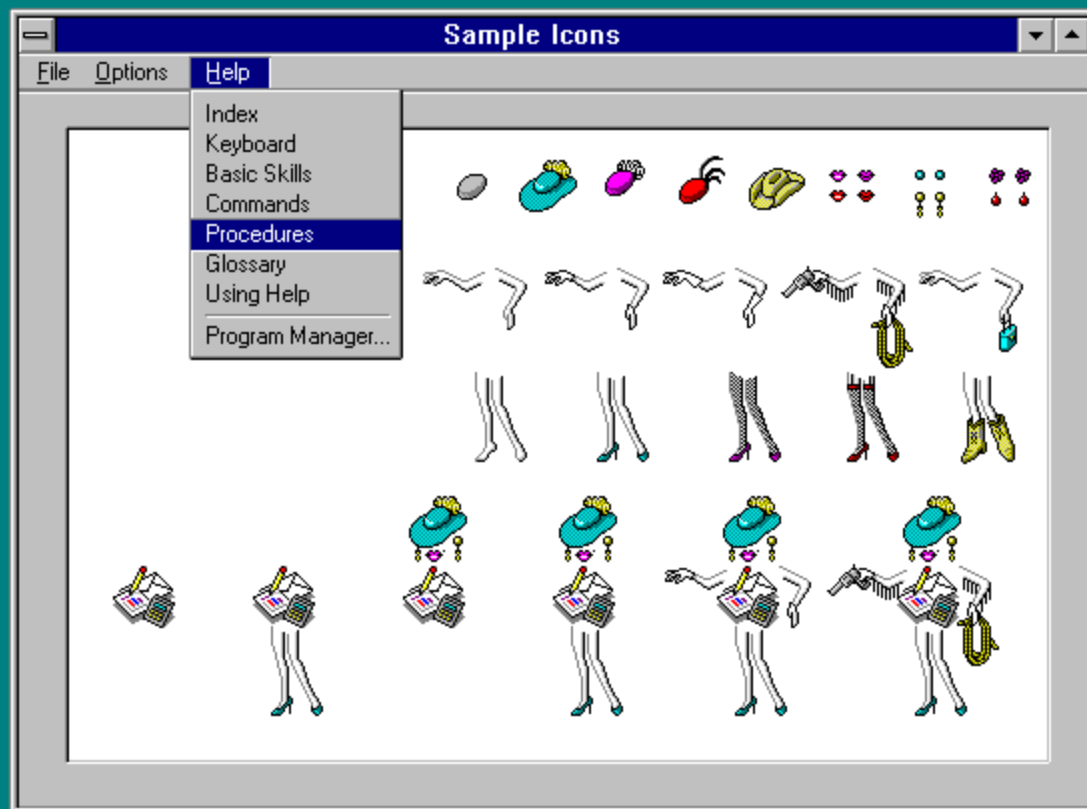 Sample Icons
File Options Help
Index
Keyboard
Basic Skills
Commands
Procedures
Glossary
Using Help
Program Manager...